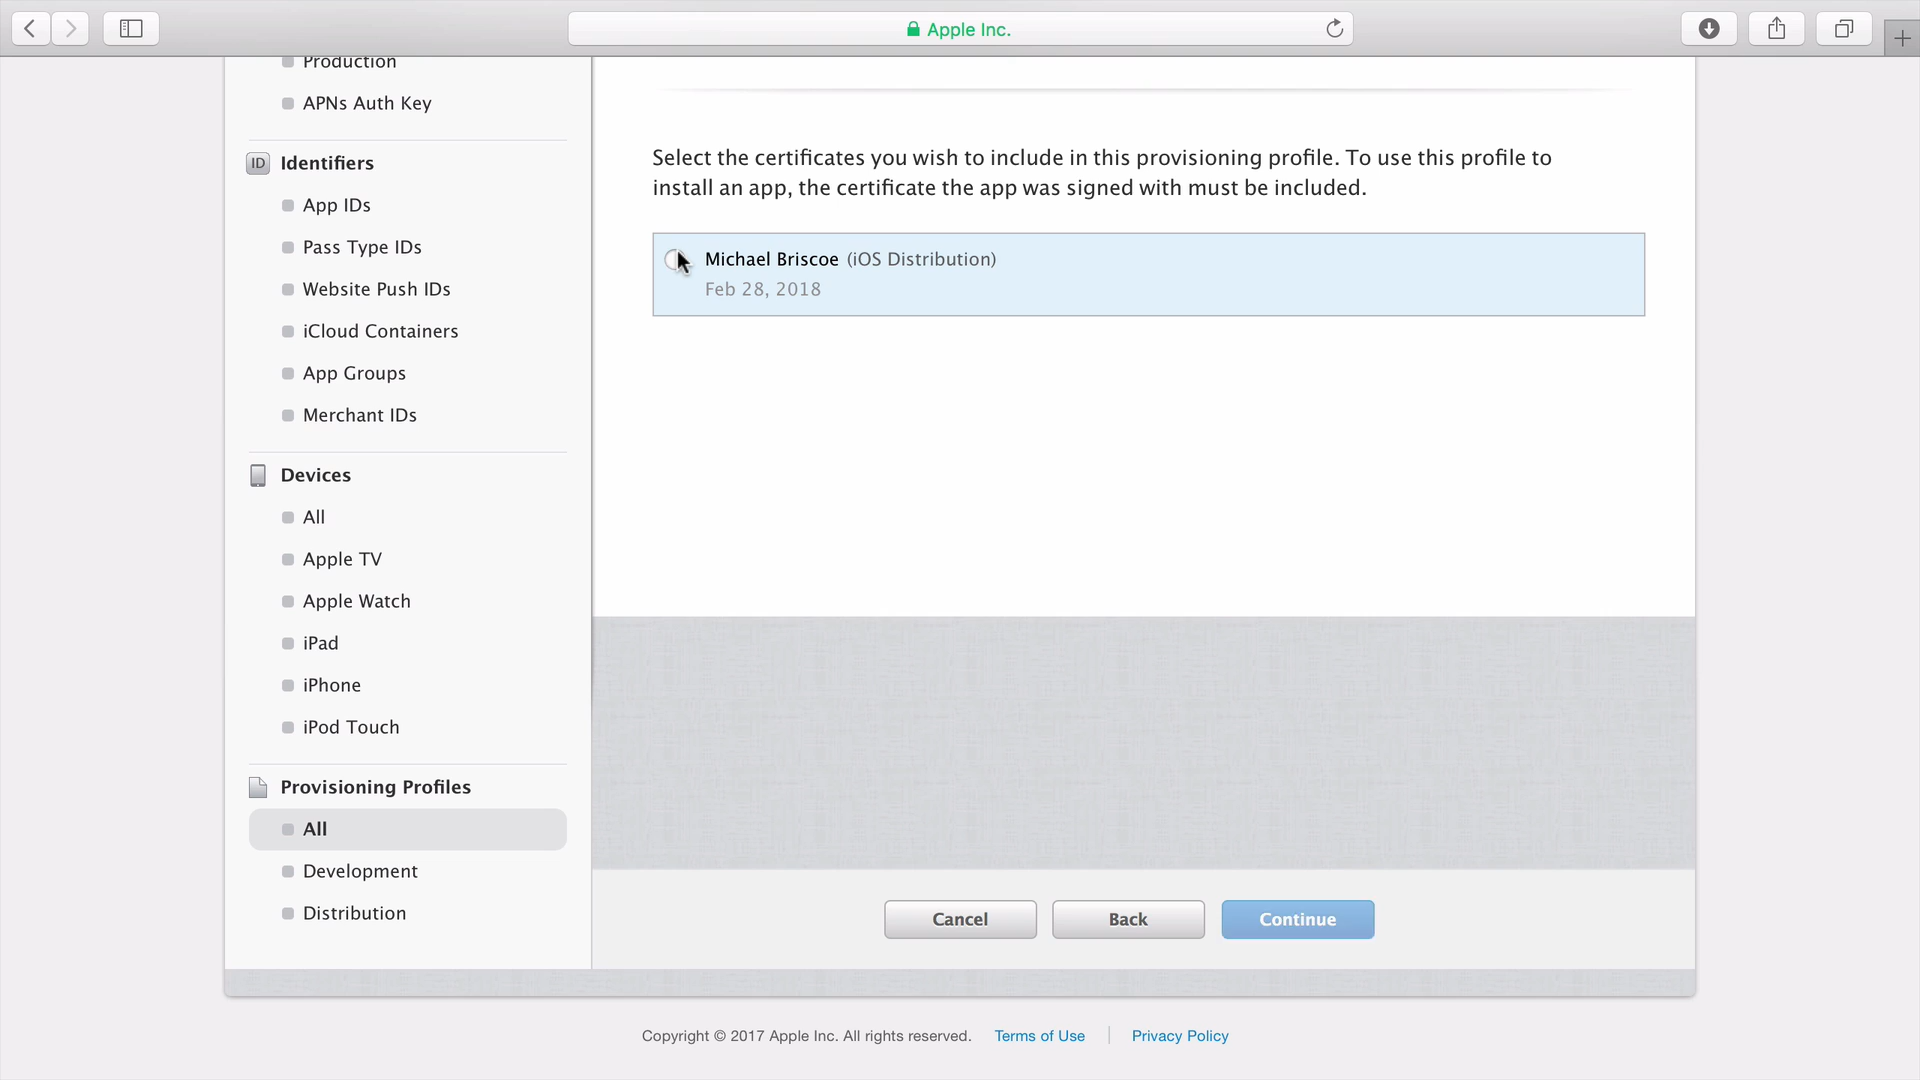 Apple Inc.
Production
APNs Auth Key
ID Identifiers
App IDs
Pass Type IDs
Website Push IDs
iCloud Containers
App Groups
Merchant IDs
Devices
All
Apple TV
Apple Watch
iPad
iPhone
iPod Touch
Provisioning Profiles
All
Development
Distribution
Select the certificates you wish to include in this provisioning profile. To use this profile to
install an app, the certificate the app was signed with must be included.
Michael Briscoe (iOS Distribution)
Feb 28, 2018
Cancel Back Continue
Copyright © 2017 Apple Inc. All rights reserved. Terms of Use Privacy Policy